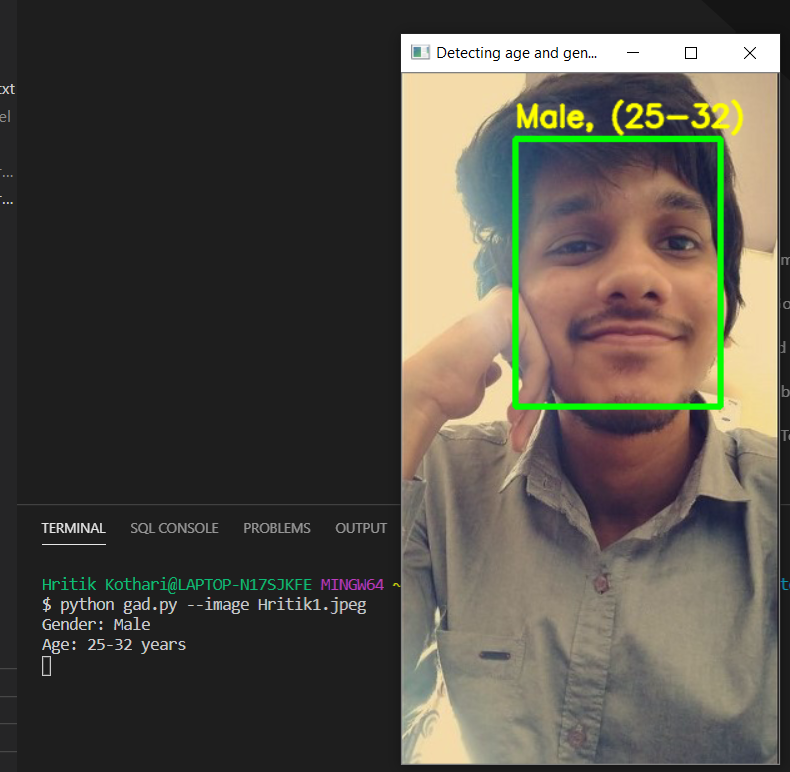 Detecting age and gen...
Male, (25-32)
TERMINAL SQL CONSOLE PROBLEMS OUTPUT
Hritik Kothari@LAPTOP-N17SJKFE MINGW64 ~
$ python gad.py --image Hritik1.jpeg
Gender: Male
Age: 25-32 years